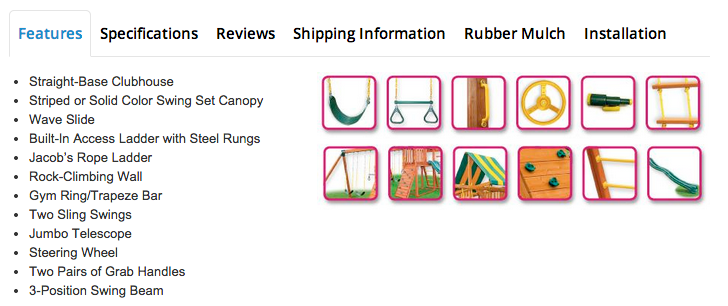 Features Specifications Reviews Shipping Information Rubber Mulch Installation
Straight-Base Clubhouse
Striped or Solid Color Swing Set Canopy
Wave Slide
Built-In Access Ladder with Steel Rungs
Jacob's Rope Ladder
Rock-Climbing Wall
Gym Ring/Trapeze Bar
Two Sling Swings
Jumbo Telescope
Steering Wheel
Two Pairs of Grab Handles
3-Position Swing Beam